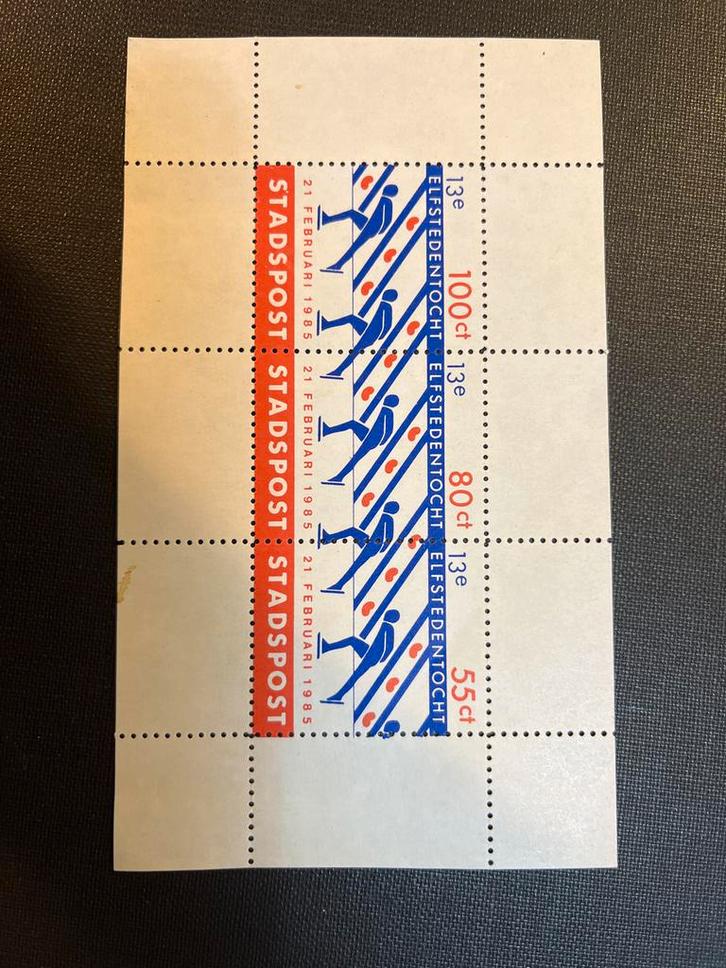 13e
ELFSTEDENTOCHT
100ct
21 FEBRUARI 1985
STADSPOST
13e
ELFSTEDENTOCHT
80ct
21 FEBRUARI 1985
STADSPOST
13e
ELFSTEDENTOCHT
55ct
21 FEBRUARI 1985
STADSPOST